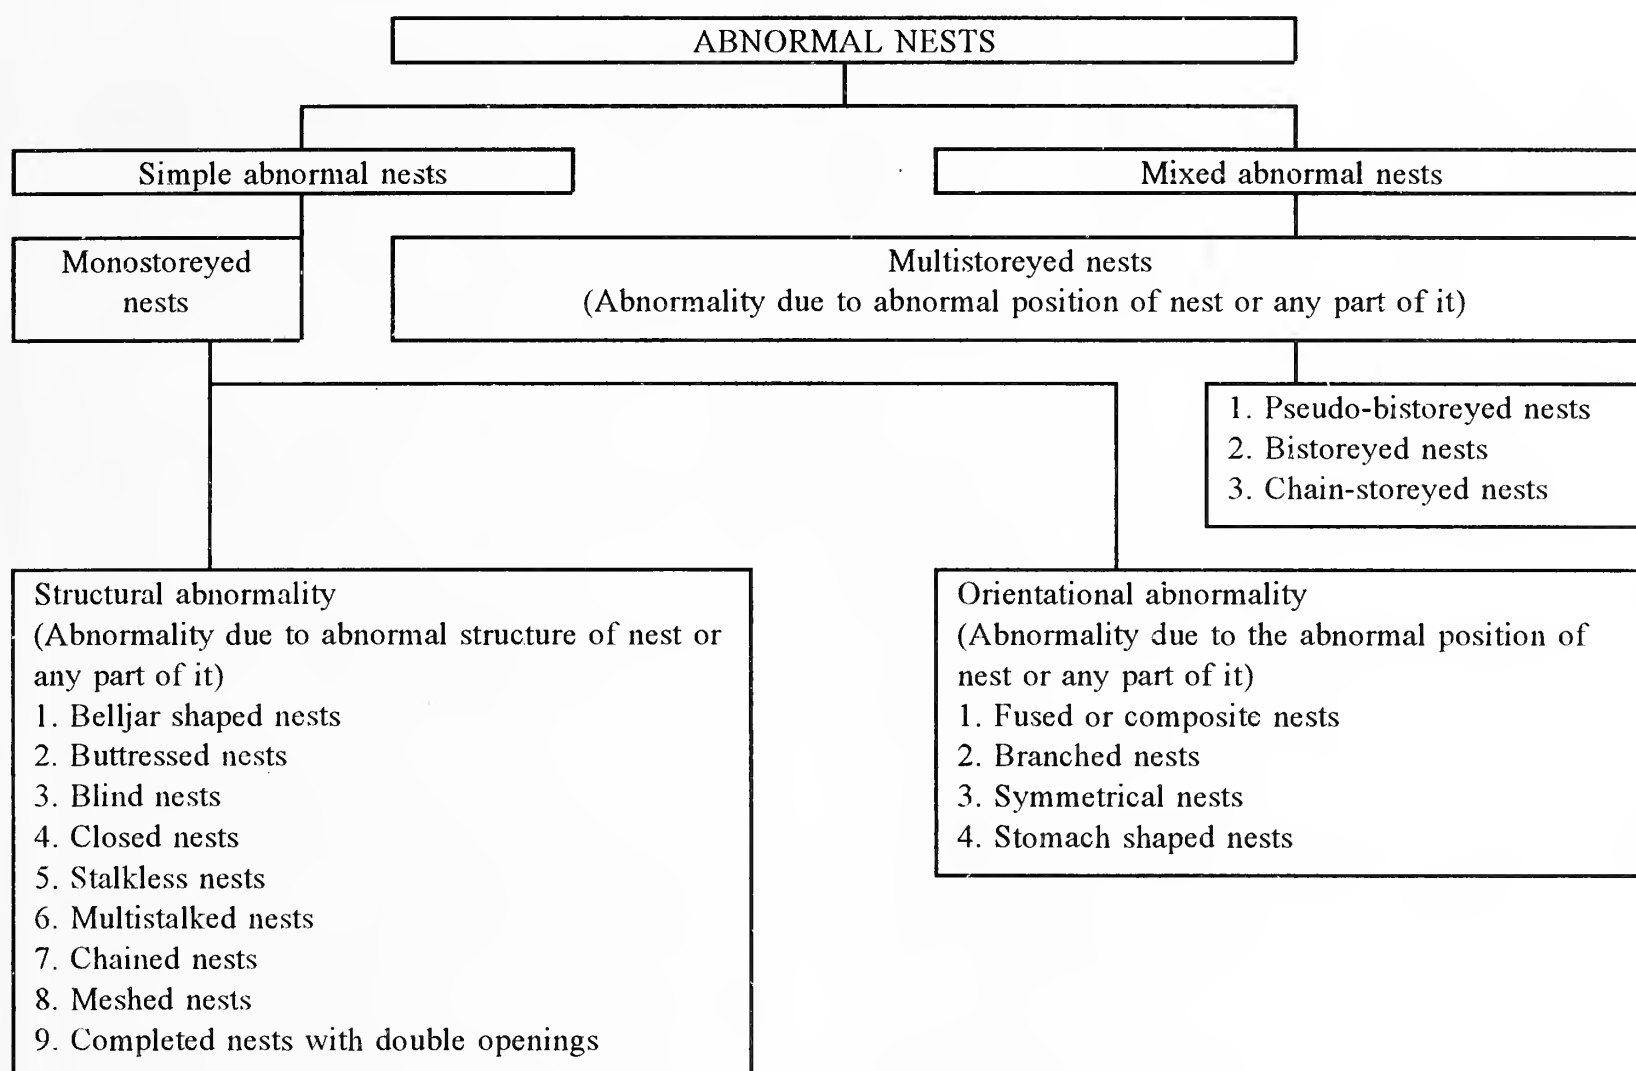 ABNORMAL NESTS
Simple abnormal nests
Mixed abnormal nests
Monostoreyed
nests
Multistoreyed nests
(Abnormality due to abnormal position of nest or any part of it)
1. Pseudo-bistoreyed nests
2. Bistoreyed nests
3. Chain-storeyed nests
Structural abnormality
(Abnormality due to abnormal structure of nest or
any part of it)
1. Belljar shaped nests
2. Buttressed nests
3. Blind nests
4. Closed nests
5. Stalkless nests
6. Multistalked nests
7. Chained nests
8. Meshed nests
9. Completed nests with double openings
Orientational abnormality
(Abnormality due to the abnormal position of
nest or any part of it)
1. Fused or composite nests
2. Branched nests
3. Symmetrical nests
4. Stomach shaped nests